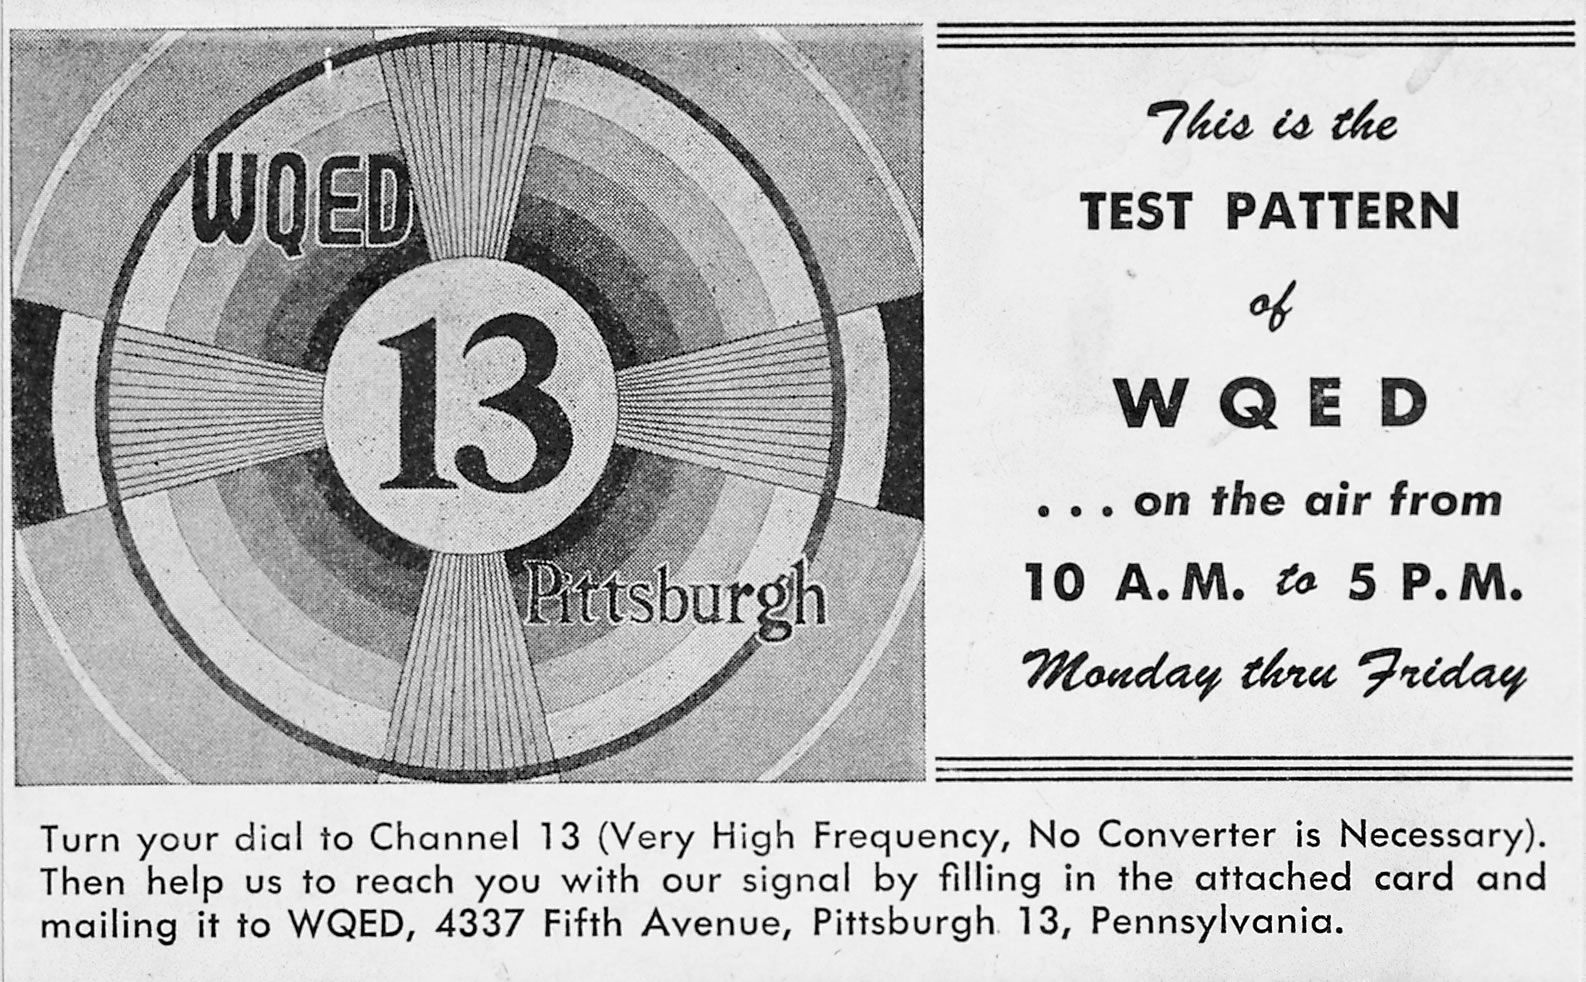 WQED
13
Pittsburgh
This is the
TEST PATTERN
of
WQED
... on the air from
10 A.M. to 5 P.M.
Monday thru Friday
Turn your dial to Channel 13 (Very High Frequency, No Converter is Necessary).
Then help us to reach you with our signal by filling in the attached card and
mailing it to WQED, 4337 Fifth Avenue, Pittsburgh 13, Pennsylvania.